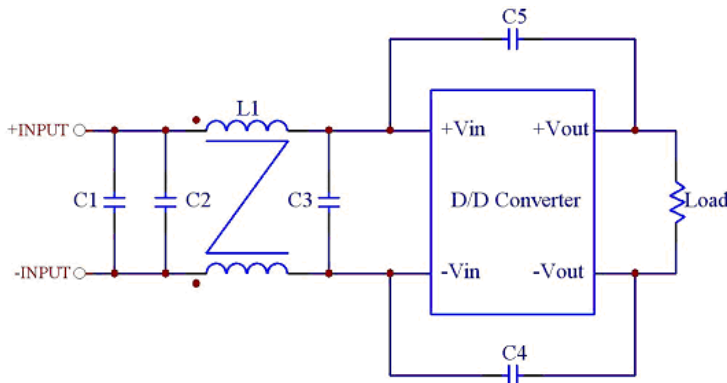 C5
L1
+INPUT
+Vin
+Vout
C1
C2
C3
D/D Converter
Load
-INPUT
-Vin
-Vout
C4